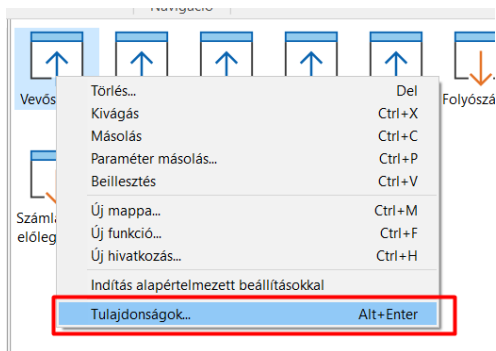 Navigáció
Vevős
Folyószá
Törlés... Del
Kivágás Ctrl+X
Másolás Ctrl+C
Paraméter másolás... Ctrl+P
Beillesztés Ctrl+V
Számla
előleg
Új mappa... Ctrl+M
Új funkció... Ctrl+F
Új hivatkozás... Ctrl+H
Indítás alapértelmezett beállításokkal
Tulajdonságok... Alt+Enter